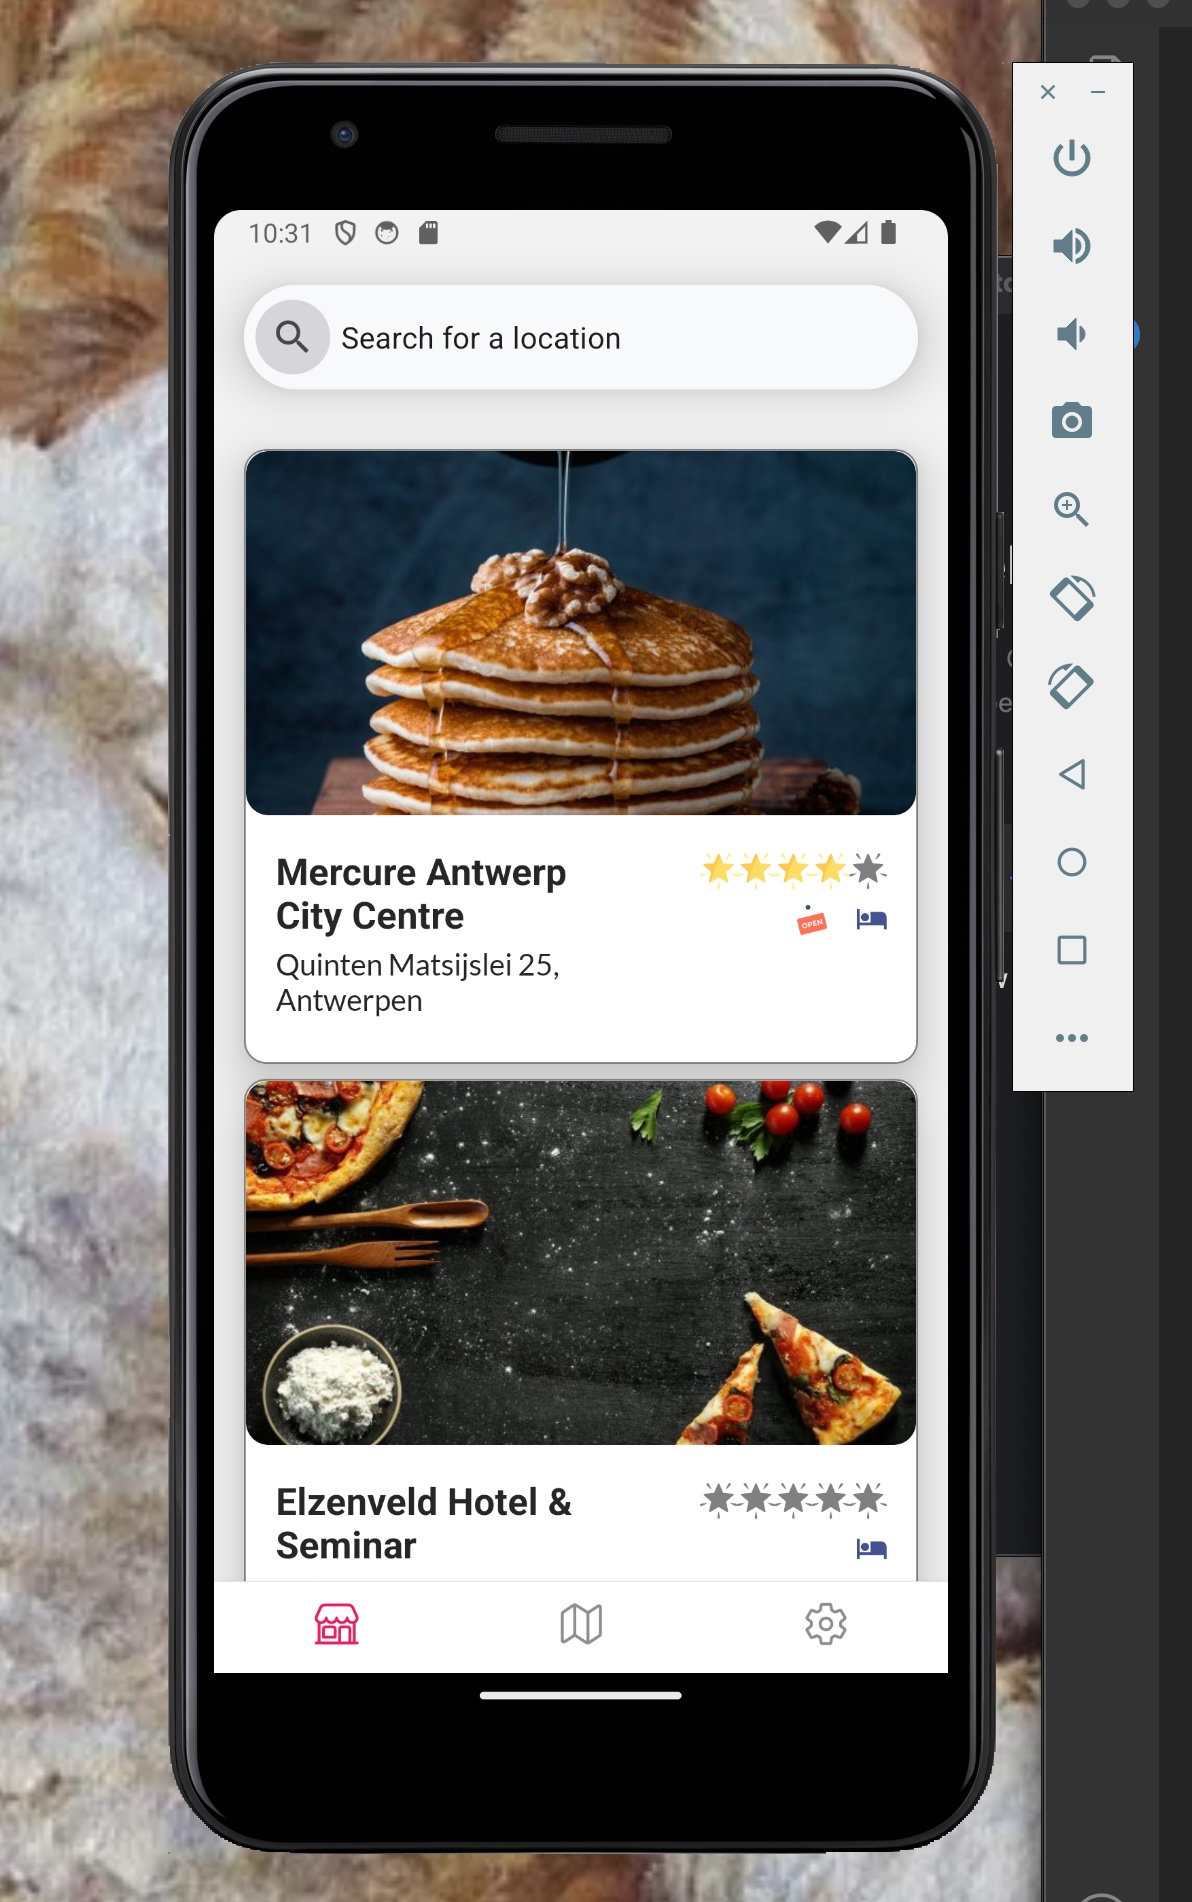 10:31
Search for a location
Mercure Antwerp
City Centre
OPEN
Quinten Matsijslei 25,
Antwerpen
Elzenveld Hotel &
Seminar